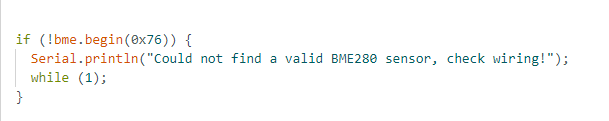 if (!bme.begin(0x76)) {
  Serial.println("Could not find a valid BME280 sensor, check wiring!");
  while (1);
}